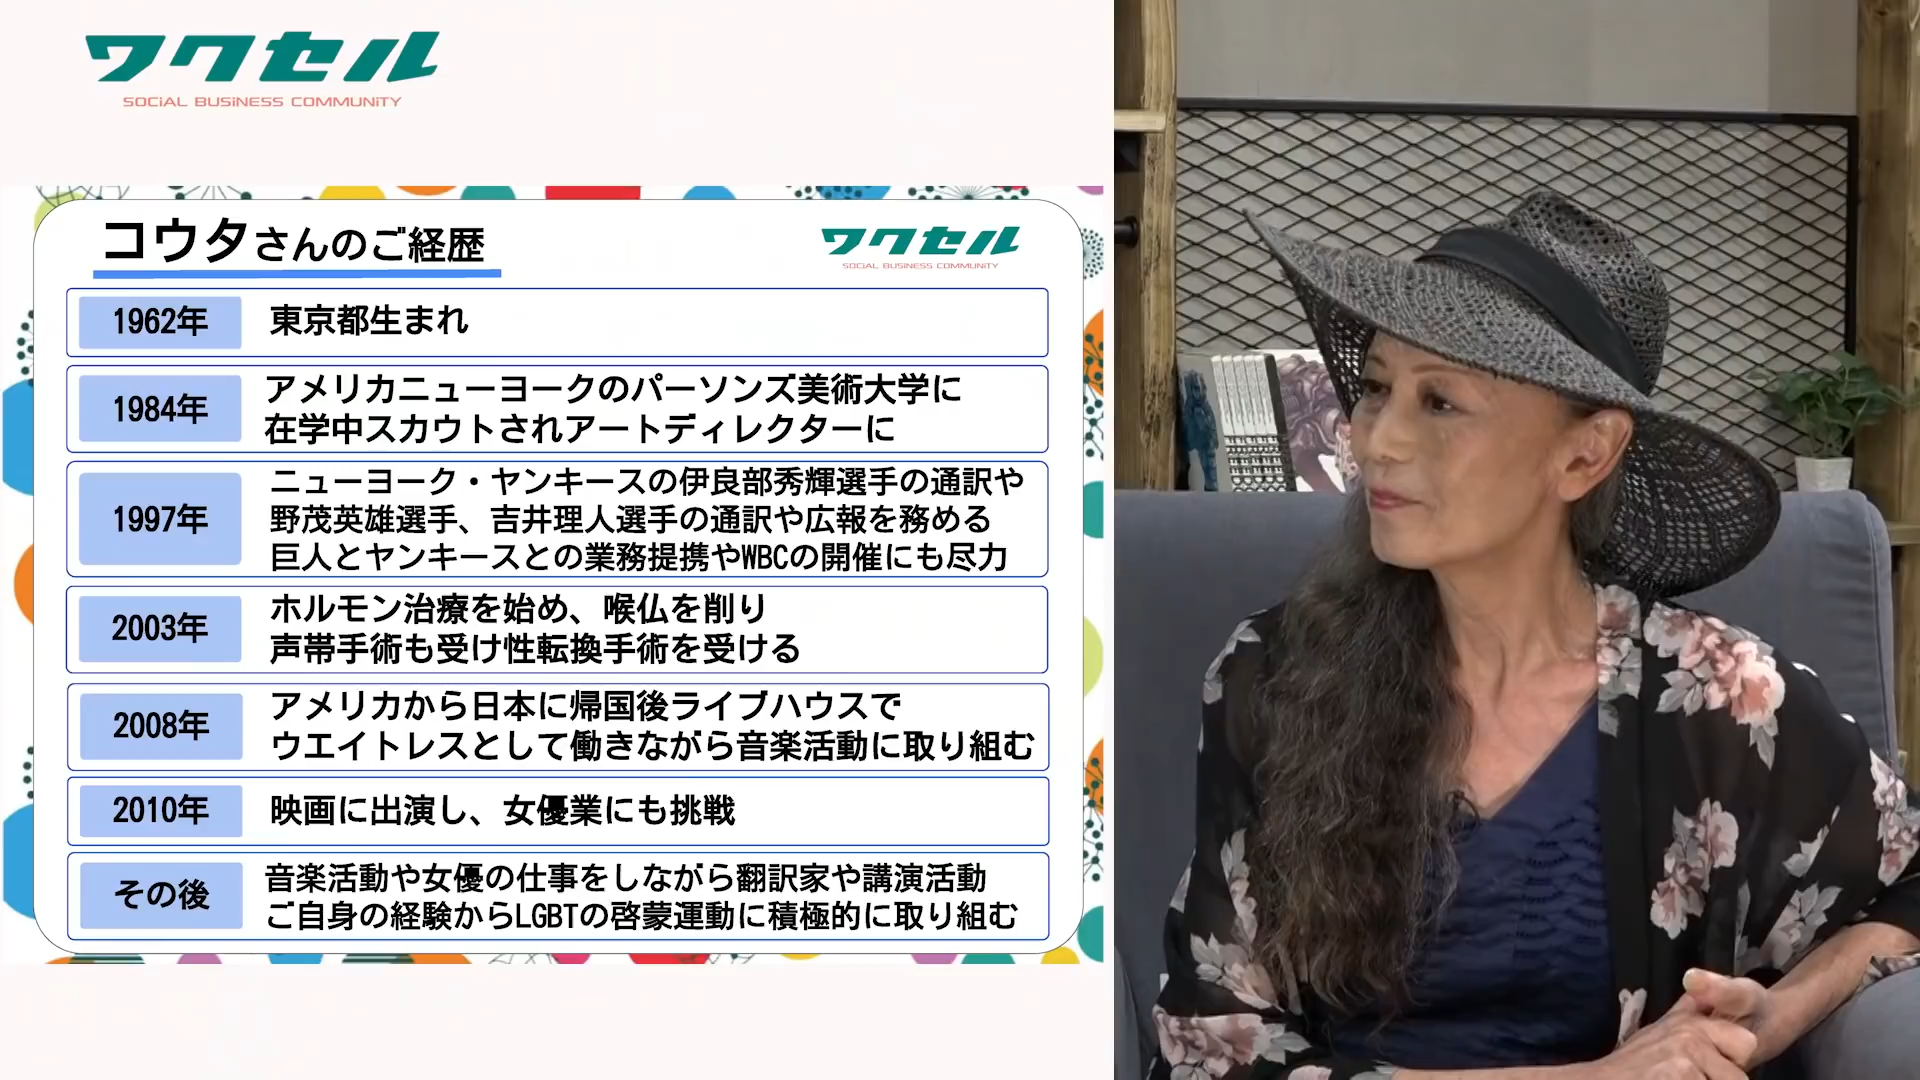 ワクセル
SOCIAL BUSINESS COMMUNITY
コウタさんのご経歴
ワクセル
SOCIAL BUSINESS COMMUNITY
1962年
東京都生まれ
1984年
アメリカニューヨークのパーソンズ美術大学に
在学中スカウトされアートディレクターに
1997年
ニューヨーク・ヤンキースの伊良部秀輝選手の通訳や
野茂英雄選手、吉井理人選手の通訳や広報を務める
巨人とヤンキースとの業務提携やWBCの開催にも尽力
2003年
ホルモン治療を始め、喉仏を削り
声帯手術も受け性転換手術を受ける
2008年
アメリカから日本に帰国後ライブハウスで
ウエイトレスとして働きながら音楽活動に取り組む
2010年
映画に出演し、女優業にも挑戦
その後
音楽活動や女優の仕事をしながら翻訳家や講演活動
ご自身の経験からLGBTの啓蒙運動に積極的に取り組む